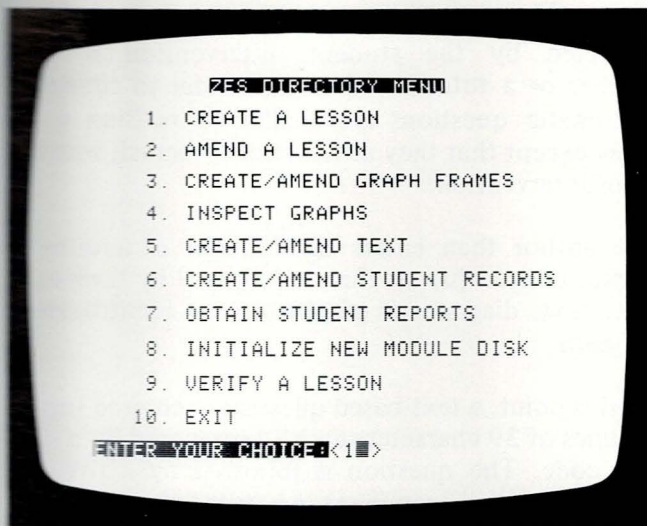 ZES DIRECTORY MENU
1. CREATE A LESSON
2. AMEND A LESSON
3. CREATE/AMEND GRAPH FRAMES
4. INSPECT GRAPHS
5. CREATE/AMEND TEXT
6. CREATE/AMEND STUDENT RECORDS
7. OBTAIN STUDENT REPORTS
8. INITIALIZE NEW MODULE DISK
9. VERIFY A LESSON
10. EXIT
ENTER YOUR CHOICE:<1 >